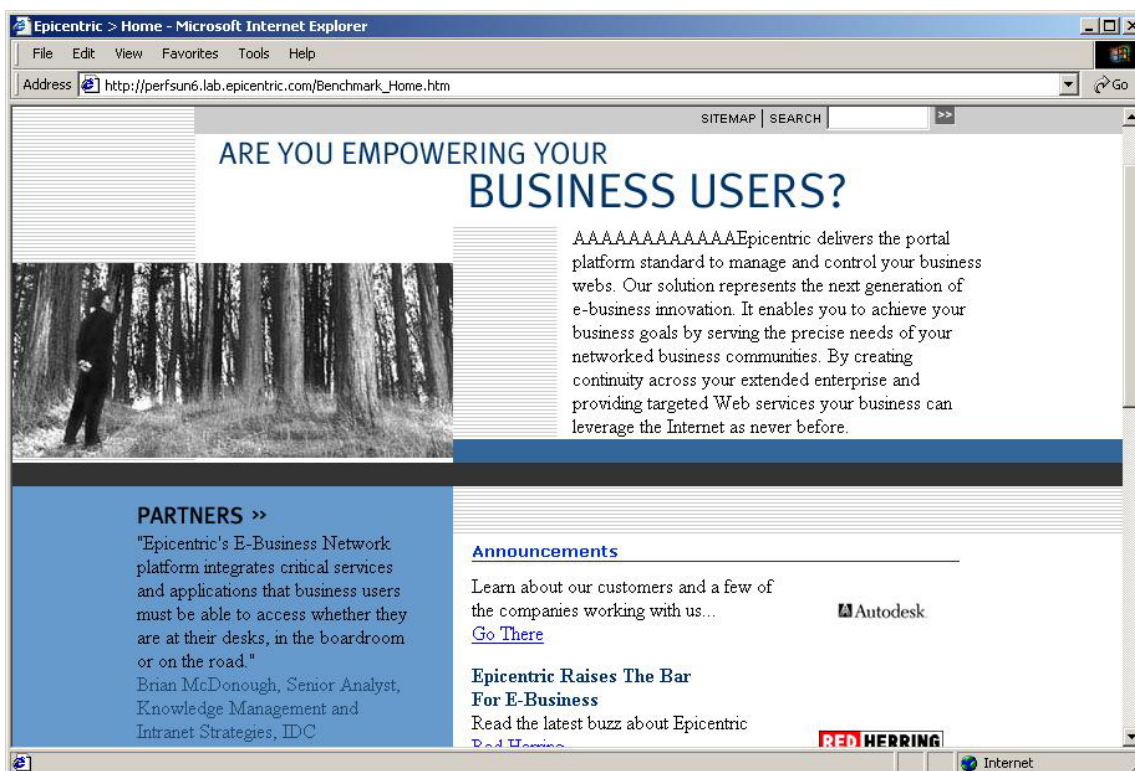 Epicentric > Home - Microsoft Internet Explorer
File Edit View Favorites Tools Help
Address http://perfsun6.lab.epicentric.com/Benchmark_Home.htm Go
SITEMAP | SEARCH >>
ARE YOU EMPOWERING YOUR
BUSINESS USERS?
AAAAAAAAAAAAEpicentric delivers the portal
platform standard to manage and control your business
webs. Our solution represents the next generation of
e-business innovation. It enables you to achieve your
business goals by serving the precise needs of your
networked business communities. By creating
continuity across your extended enterprise and
providing targeted Web services your business can
leverage the Internet as never before.
PARTNERS >>
"Epicentric's E-Business Network
platform integrates critical services
and applications that business users
must be able to access whether they
are at their desks, in the boardroom
or on the road."
Brian McDonough, Senior Analyst,
Knowledge Management and
Intranet Strategies, IDC
Announcements
Learn about our customers and a few of
the companies working with us...
Go There
Autodesk.
Epicentric Raises The Bar
For E-Business
Read the latest buzz about Epicentric
Red Herring
RED HERRING
Internet